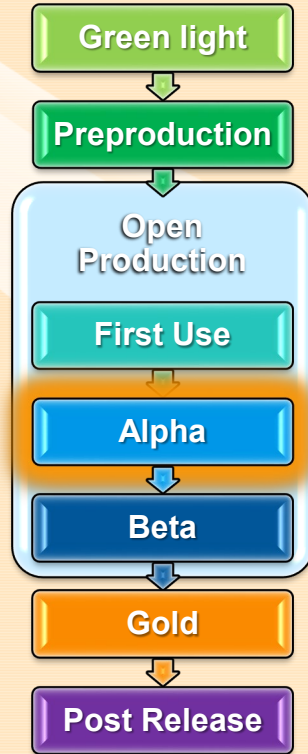 Green light
Preproduction
Open
Production
First Use
Alpha
Beta
Gold
Post Release